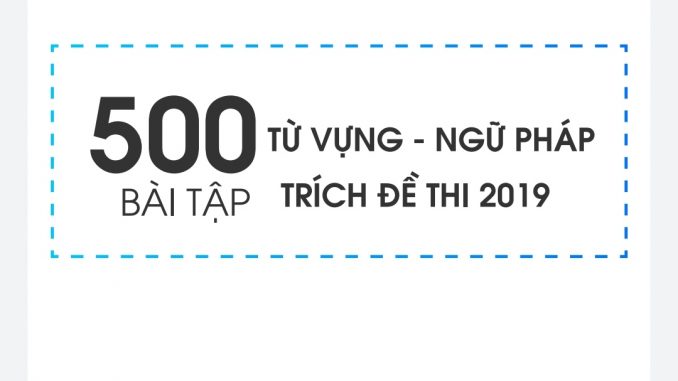 500
BÀI TẬP
TỪ VỰNG - NGỮ PHÁP
TRÍCH ĐỀ THI 2019